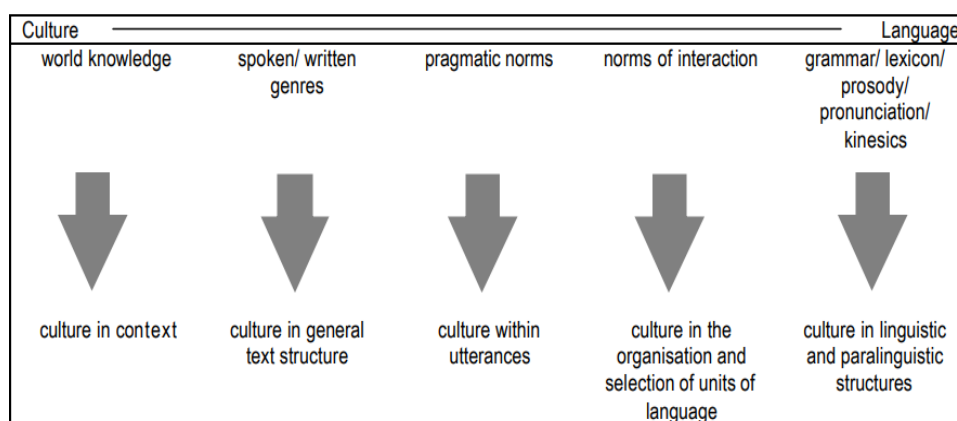 Culture Language
world knowledge
spoken/ written
genres
pragmatic norms
norms of interaction
grammar/ lexicon/
prosody/
pronunciation/
kinesics
culture in context
culture in general
text structure
culture within
utterances
culture in the
organisation and
selection of units of
language
culture in linguistic
and paralinguistic
structures